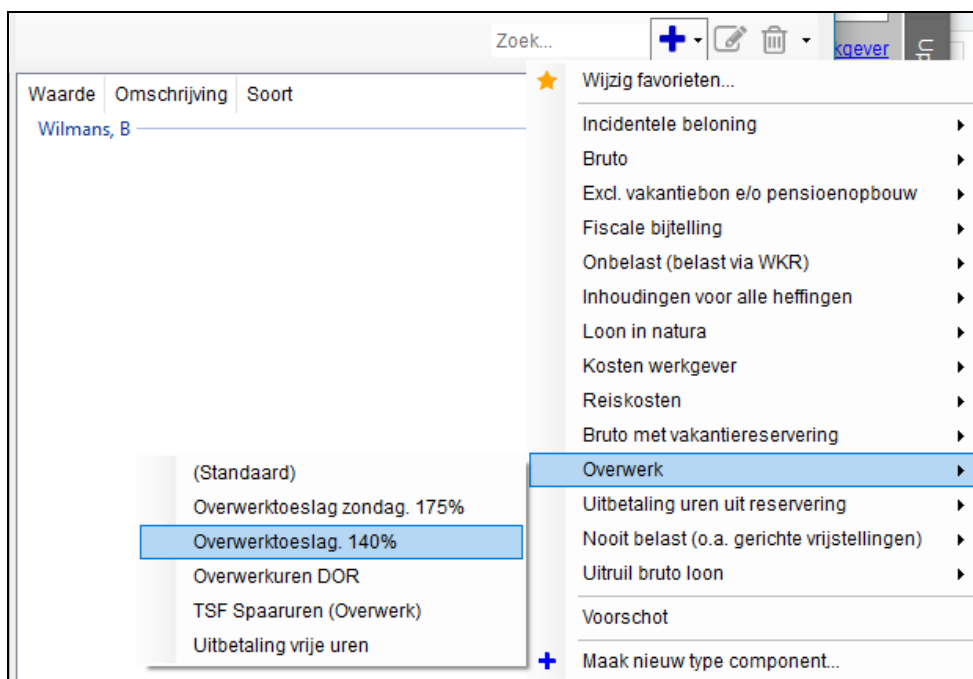 Zoek...
kgever
Waarde Omschrijving Soort
Wilmans, B
Wijzig favorieten...
Incidentele beloning
Bruto
Excl. vakantiebon e/o pensioenopbouw
Fiscale bijtelling
Onbelast (belast via WKR)
Inhoudingen voor alle heffingen
Loon in natura
Kosten werkgever
Reiskosten
Bruto met vakantiereservering
Overwerk
Uitbetaling uren uit reservering
Nooit belast (o.a. gerichte vrijstellingen)
Uitruil bruto loon
Voorschot
Maak nieuw type component...
(Standaard)
Overwerktoeslag zondag. 175%
Overwerktoeslag. 140%
Overwerkuren DOR
TSF Spaaruren (Overwerk)
Uitbetaling vrije uren